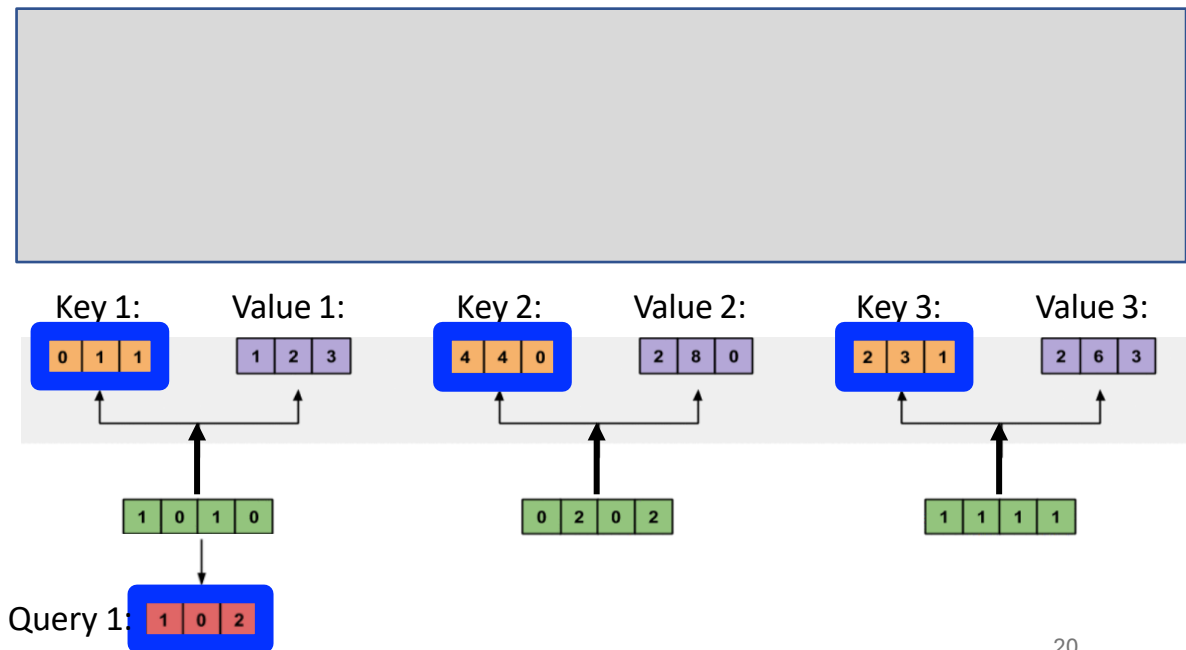 Key 1: Value 1: Key 2: Value 2: Key 3: Value 3:
0 1 1 1 2 3 4 4 0 2 8 0 2 3 1 2 6 3
1 0 1 0 0 2 0 2 1 1 1 1
Query 1: 1 0 2
20